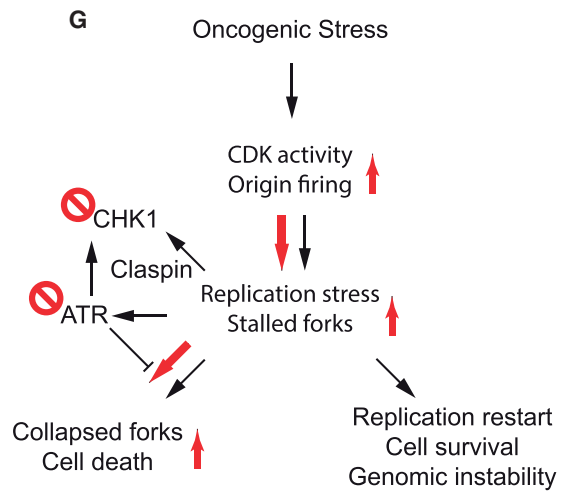 G
Oncogenic Stress
CDK activity
Origin firing
CHK1
Claspin
Replication stress
Stalled forks
ATR
Collapsed forks
Cell death
Replication restart
Cell survival
Genomic instability